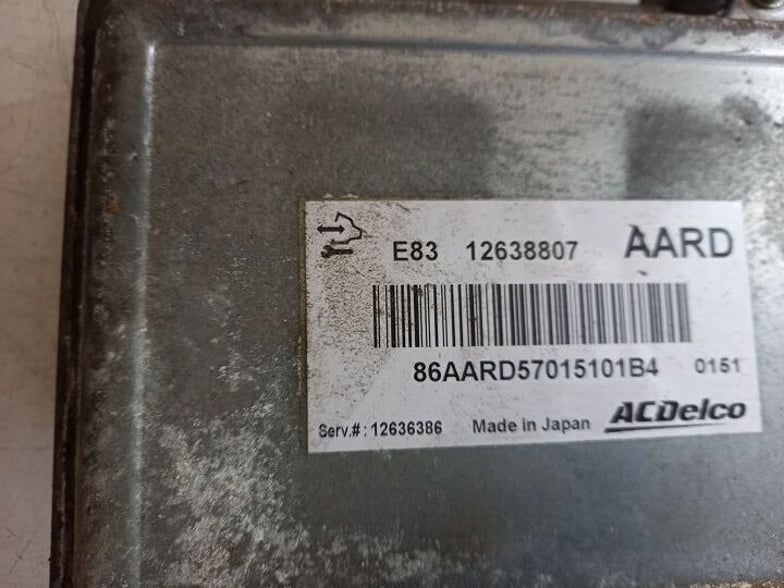 E83 12638807 AARD
86AARD57015101B4 0151
Serv.#: 12636386 Made in Japan ACDelco